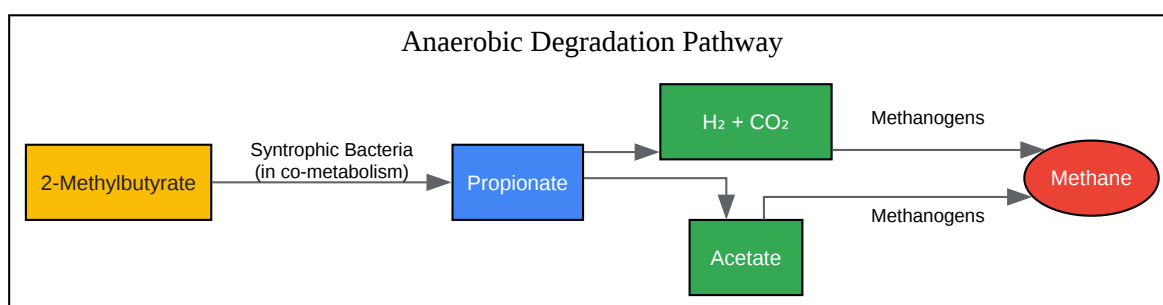 Anaerobic Degradation Pathway
2-Methylbutyrate
Syntrophic Bacteria
(in co-metabolism)
Propionate
H₂ + CO₂
Acetate
Methanogens
Methanogens
Methane